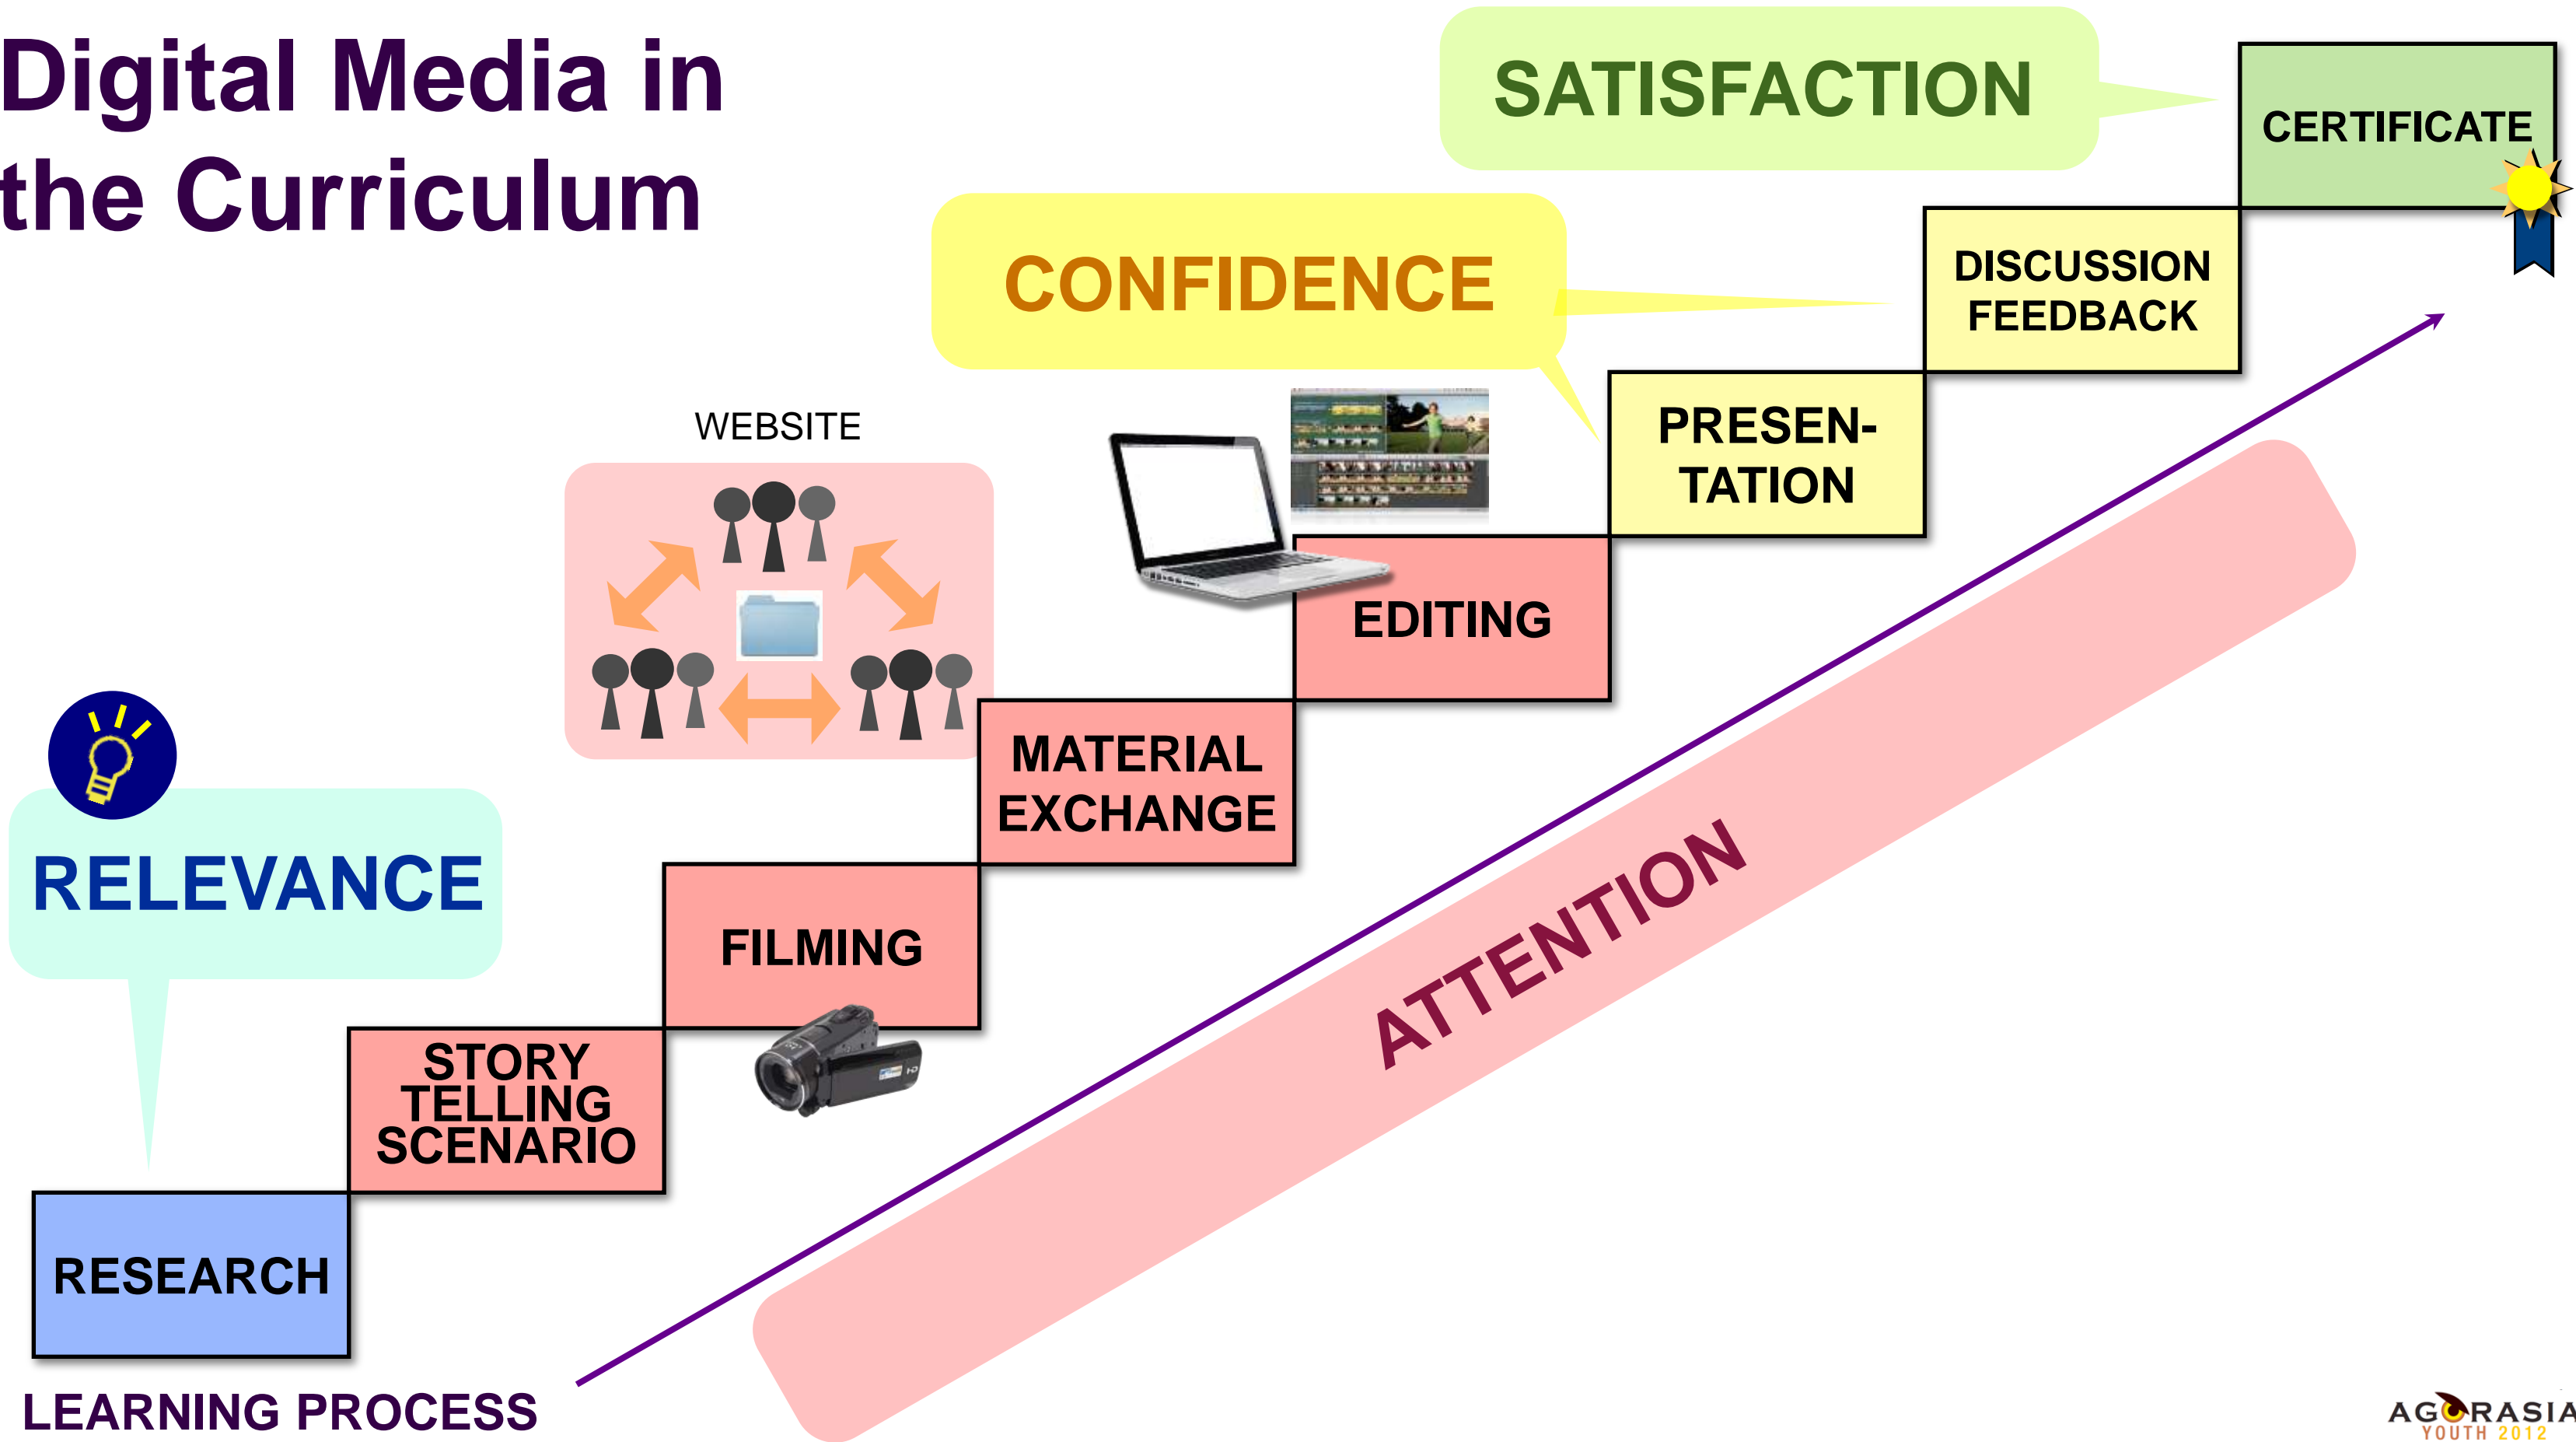 Digital Media in
the Curriculum
SATISFACTION
CERTIFICATE
CONFIDENCE
DISCUSSION
FEEDBACK
WEBSITE
PRESEN-
TATION
EDITING
MATERIAL
EXCHANGE
RELEVANCE
FILMING
ATTENTION
STORY
TELLING
SCENARIO
RESEARCH
LEARNING PROCESS
AGORASIA
YOUTH 2012